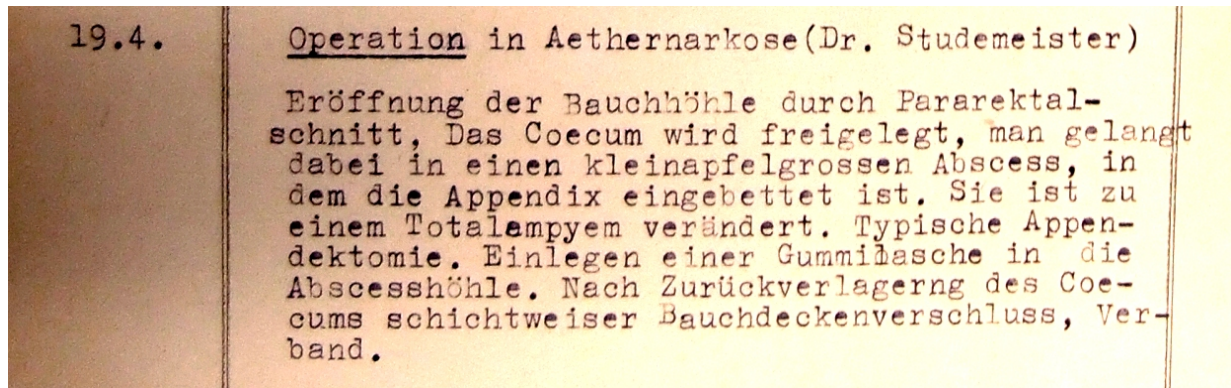 19.4. Operation in Aethernarkose(Dr. Studemeister)
Eröffnung der Bauchhöhle durch Pararektal-
schnitt, Das Coecum wird freigelegt, man gelangt
dabei in einen kleinapfelgrossen Abscess, in
dem die Appendix eingebettet ist. Sie ist zu
einem Totalempyem verändert. Typische Appen-
dektomie. Einlegen einer Gummilasche in die
Abscesshöhle. Nach Zurückverlagerng des Coe-
cums schichtweiser Bauchdeckenverschluss, Ver-
band.